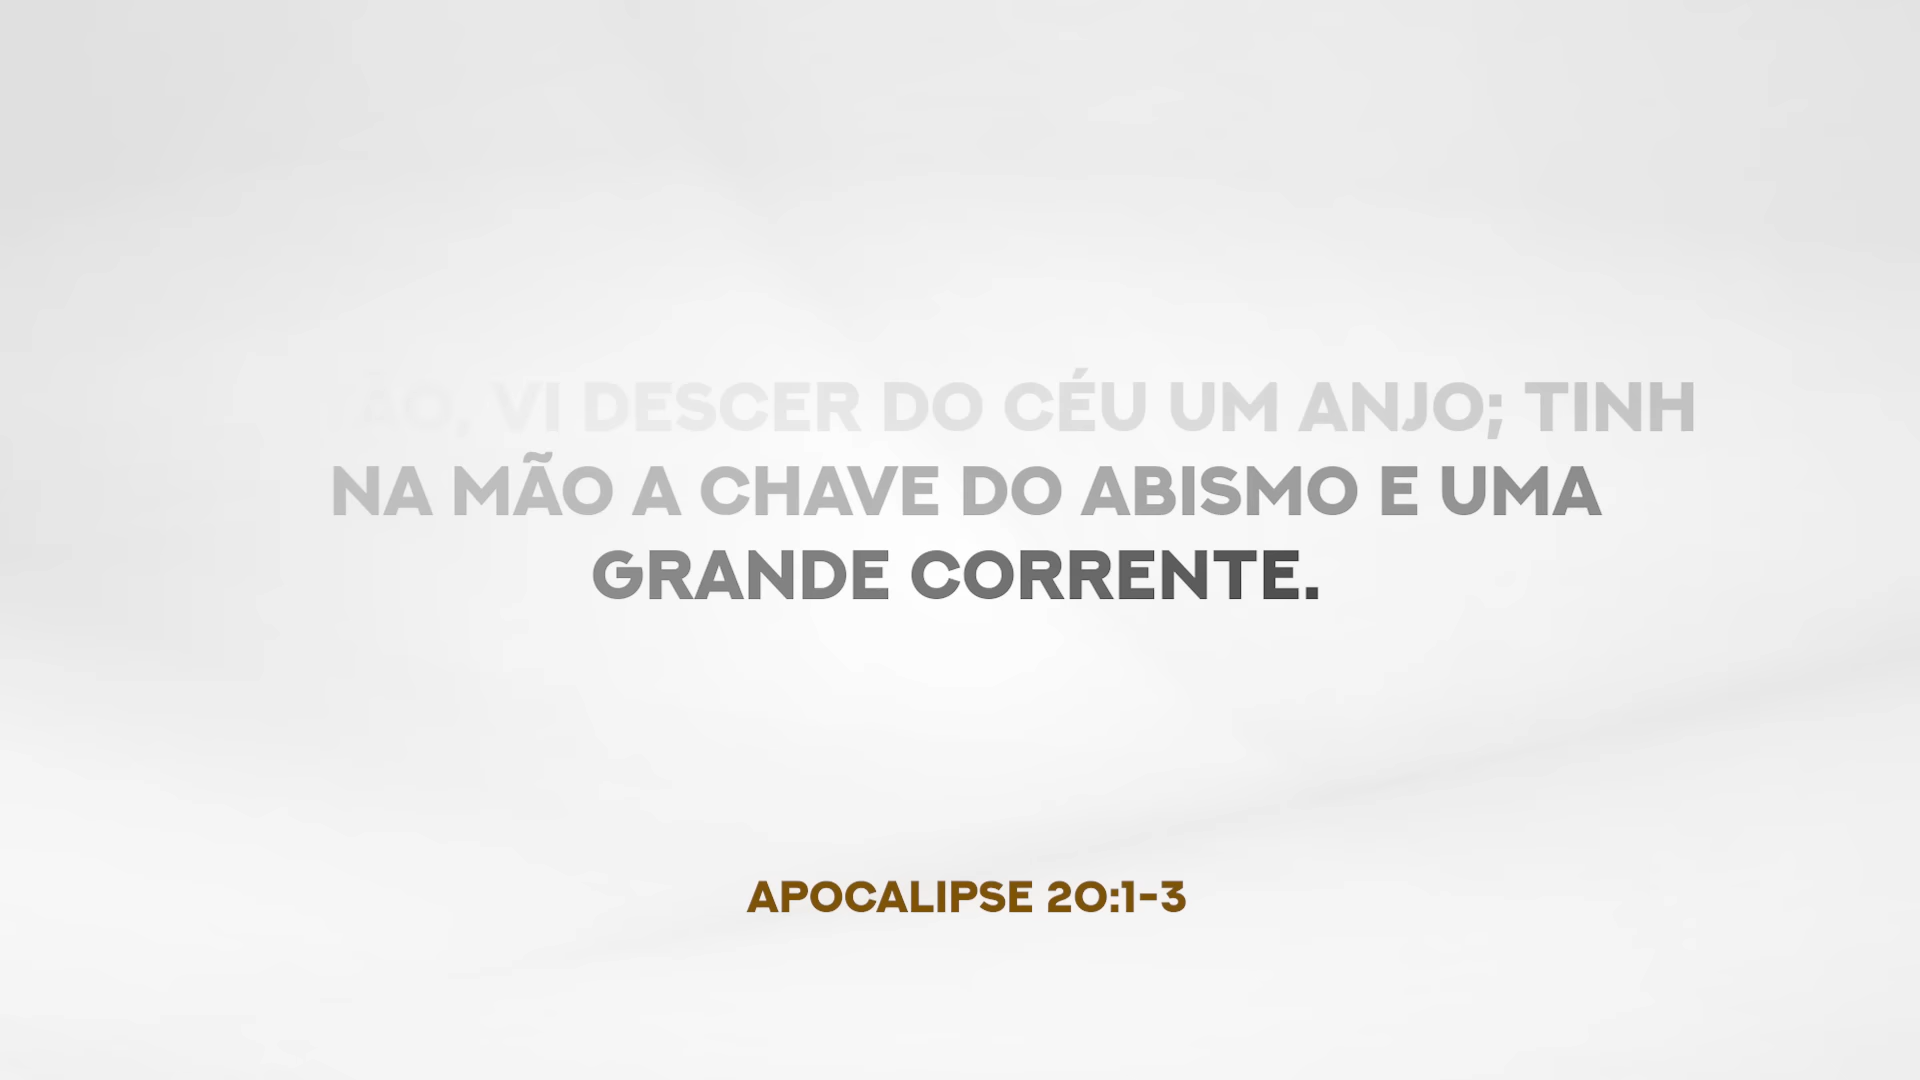 ÃO, VI DESCER DO CÉU UM ANJO; TINH
NA MÃO A CHAVE DO ABISMO E UMA
GRANDE CORRENTE.
APOCALIPSE 20:1-3